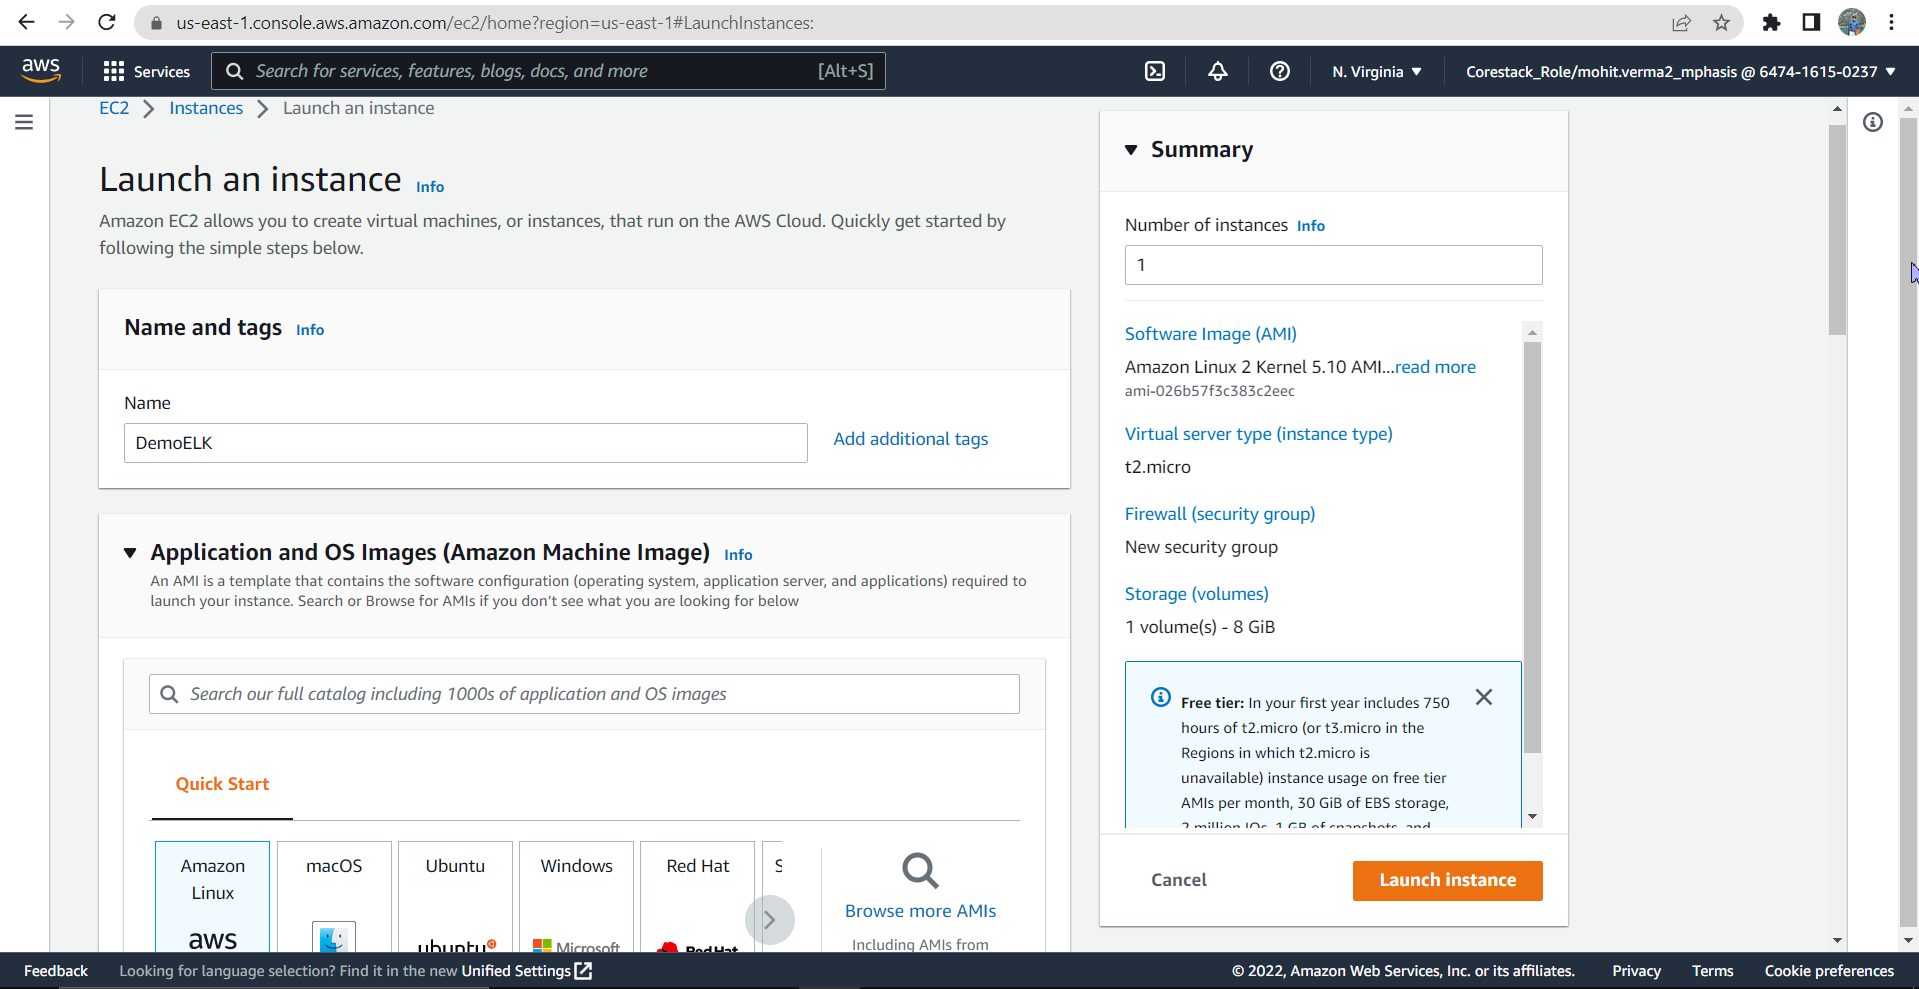 us-east-1.console.aws.amazon.com/ec2/home?region=us-east-1#LaunchInstances:
aws
Services
Search for services, features, blogs, docs, and more
[Alt+S]
N. Virginia
Corestack_Role/mohit.verma2_mphasis @ 6474-1615-0237
EC2
Instances
Launch an instance
Launch an instance Info
Amazon EC2 allows you to create virtual machines, or instances, that run on the AWS Cloud. Quickly get started by
following the simple steps below.
Name and tags Info
Name
DemoELK
Add additional tags
Application and OS Images (Amazon Machine Image) Info
An AMI is a template that contains the software configuration (operating system, application server, and applications) required to
launch your instance. Search or Browse for AMIs if you don’t see what you are looking for below
Search our full catalog including 1000s of application and OS images
Quick Start
Amazon
Linux
aws
macOS
Ubuntu
ubuntu
Windows
Microsoft
Red Hat
Red Hat
S
Browse more AMIs
Including AMIs from
Summary
Number of instances Info
1
Software Image (AMI)
Amazon Linux 2 Kernel 5.10 AMI...read more
ami-026b57f3c383c2eec
Virtual server type (instance type)
t2.micro
Firewall (security group)
New security group
Storage (volumes)
1 volume(s) - 8 GiB
Free tier: In your first year includes 750
hours of t2.micro (or t3.micro in the
Regions in which t2.micro is
unavailable) instance usage on free tier
AMIs per month, 30 GiB of EBS storage,
2 million IOs, 1 GB of snapshots, and
Cancel
Launch instance
Feedback
Looking for language selection? Find it in the new Unified Settings
© 2022, Amazon Web Services, Inc. or its affiliates.
Privacy
Terms
Cookie preferences